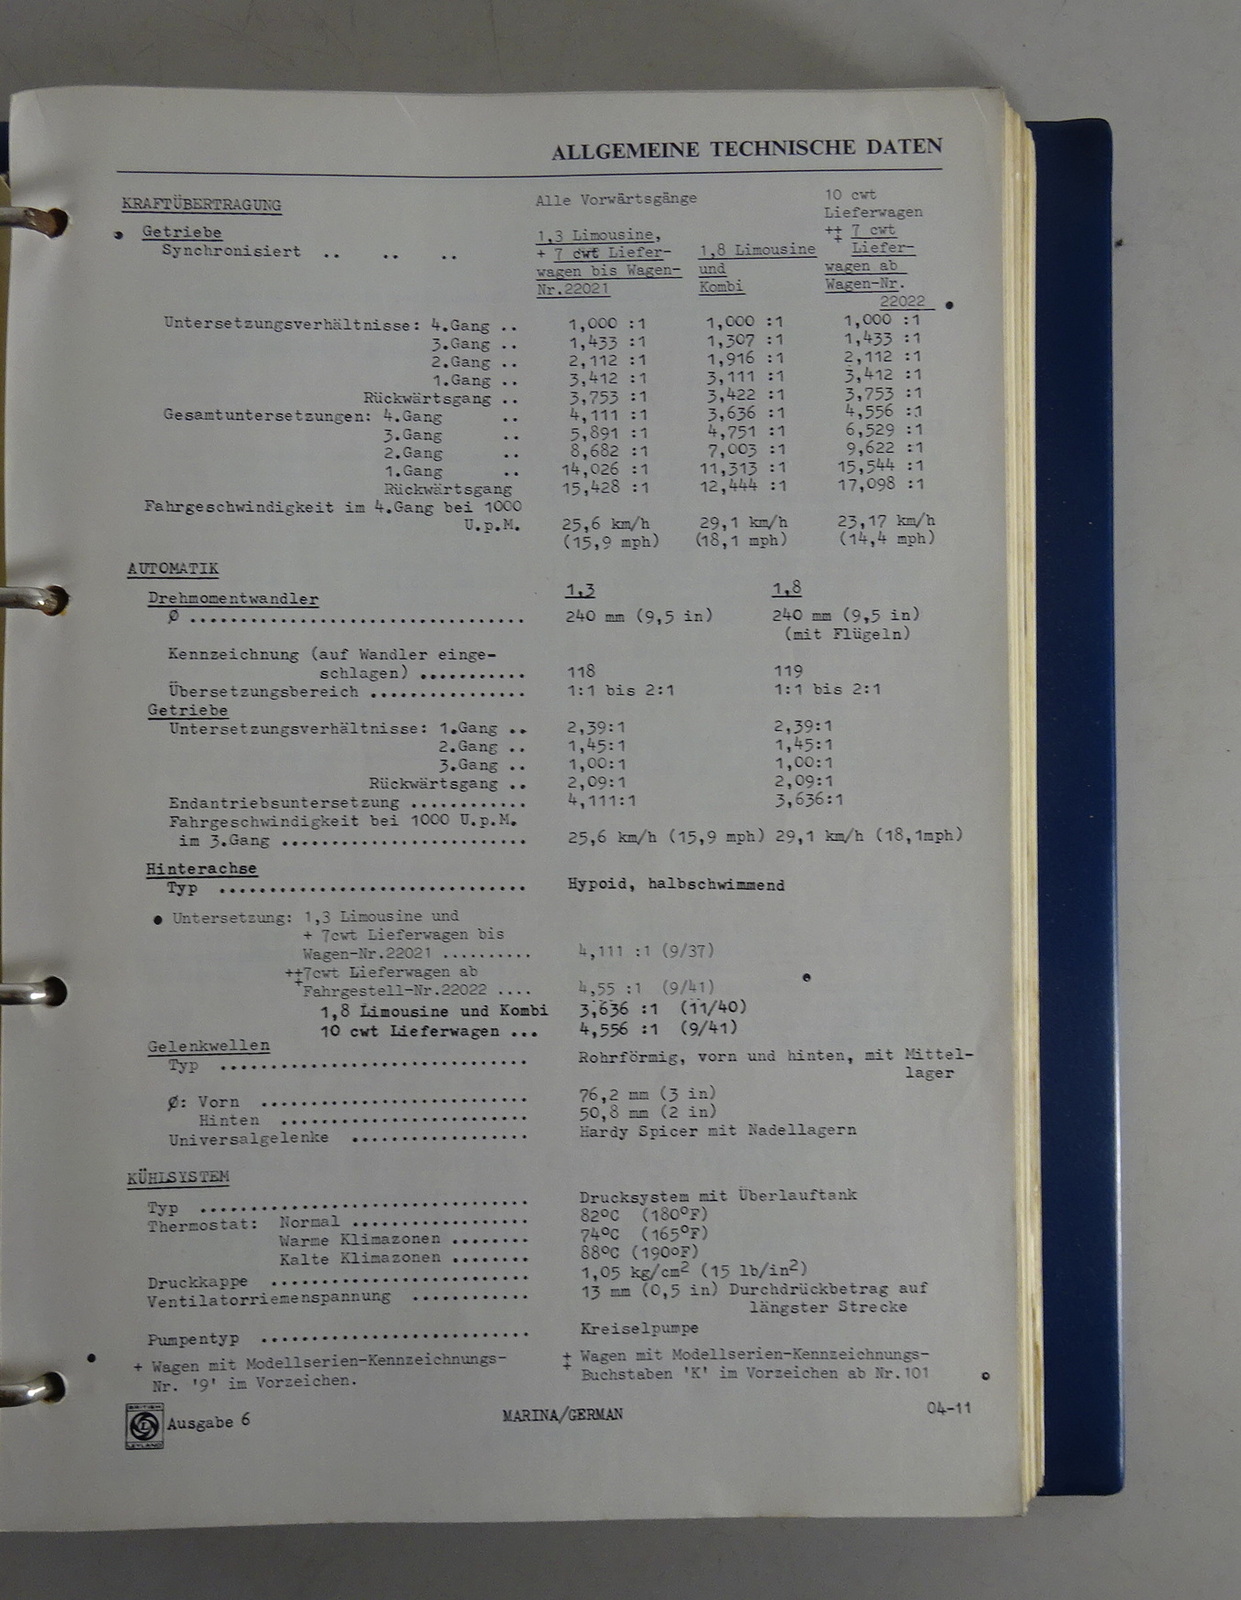 ALLGEMEINE TECHNISCHE DATEN
KRAFTÜBERTRAGUNG
Getriebe
Synchronisiert .. .. ..
Alle Vorwärtsgänge
10 cwt
Lieferwagen
1,3 Limousine,
+ 7 cwt Liefer-
wagen bis Wagen-
Nr.22021
1,8 Limousine
und
Kombi
‡ 7 cwt
Liefer-
wagen ab
Wagen-Nr.
22022
Untersetzungsverhältnisse: 4.Gang .. 1,000 :1 1,000 :1 1,000 :1
3.Gang .. 1,433 :1 1,307 :1 1,433 :1
2.Gang .. 2,112 :1 1,916 :1 2,112 :1
1.Gang .. 3,412 :1 3,111 :1 3,412 :1
Rückwärtsgang .. 3,753 :1 3,422 :1 3,753 :1
Gesamtuntersetzungen: 4.Gang .. 4,111 :1 3,636 :1 4,556 :1
3.Gang .. 5,891 :1 4,751 :1 6,529 :1
2.Gang .. 8,682 :1 7,003 :1 9,622 :1
1.Gang .. 14,026 :1 11,313 :1 15,544 :1
Rückwärtsgang 15,428 :1 12,444 :1 17,098 :1
Fahrgeschwindigkeit im 4.Gang bei 1000
U.p.M. 25,6 km/h 29,1 km/h 23,17 km/h
(15,9 mph) (18,1 mph) (14,4 mph)
AUTOMATIK
1,3 1,8
Drehmomentwandler
Ø ................................. 240 mm (9,5 in) 240 mm (9,5 in)
(mit Flügeln)
Kennzeichnung (auf Wandler einge-
schlagen) ........... 118 119
Übersetzungsbereich ................ 1:1 bis 2:1 1:1 bis 2:1
Getriebe
Untersetzungsverhältnisse: 1.Gang .. 2,39:1 2,39:1
2.Gang .. 1,45:1 1,45:1
3.Gang .. 1,00:1 1,00:1
Rückwärtsgang .. 2,09:1 2,09:1
Endantriebsuntersetzung ............ 4,111:1 3,636:1
Fahrgeschwindigkeit bei 1000 U.p.M.
im 3.Gang ......................... 25,6 km/h (15,9 mph) 29,1 km/h (18,1mph)
Hinterachse
Typ ............................... Hypoid, halbschwimmend
Untersetzung: 1,3 Limousine und
+ 7cwt Lieferwagen bis
Wagen-Nr.22021 .......... 4,111 :1 (9/37)
‡7cwt Lieferwagen ab
Fahrgestell-Nr.22022 .... 4,55 :1 (9/41)
1,8 Limousine und Kombi 3,636 :1 (11/40)
10 cwt Lieferwagen ... 4,556 :1 (9/41)
Gelenkwellen
Typ ............................... Rohrförmig, vorn und hinten, mit Mittel-
lager
Ø: Vorn ........................... 76,2 mm (3 in)
Hinten ......................... 50,8 mm (2 in)
Universalgelenke .................. Hardy Spicer mit Nadellagern
KÜHLSYSTEM
Typ ................................. Drucksystem mit Überlauftank
Thermostat: Normal .................. 82ºC (180ºF)
Warme Klimazonen ........ 74ºC (165ºF)
Kalte Klimazonen ........ 88ºC (190ºF)
Druckkappe .......................... 1,05 kg/cm² (15 lb/in²)
Ventilatorriemenspannung ............ 13 mm (0,5 in) Durchdrückbetrag auf
längster Strecke
Pumpentyp ........................... Kreiselpumpe
+ Wagen mit Modellserien-Kennzeichnungs-
Nr. '9' im Vorzeichen.
‡ Wagen mit Modellserien-Kennzeichnungs-
Buchstaben 'K' im Vorzeichen ab Nr.101
BRITISH
L
LEYLAND
Ausgabe 6
MARINA/GERMAN
04-11